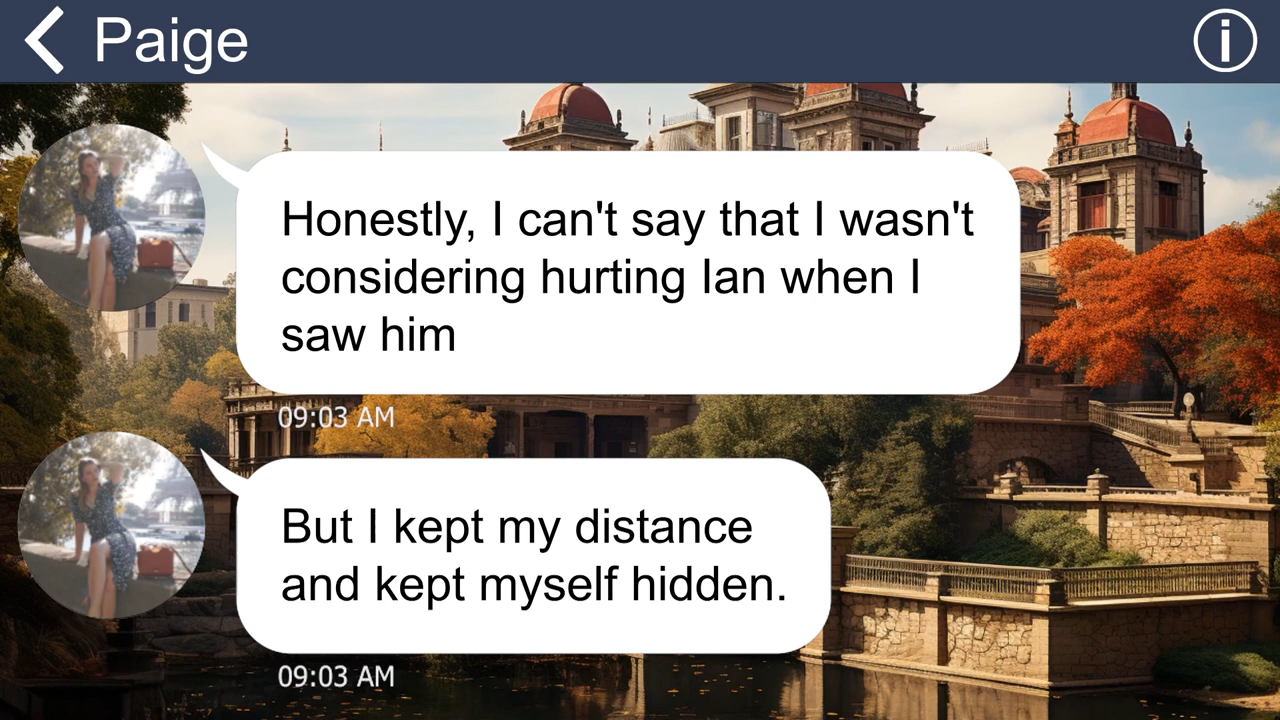 Paige
Honestly, I can't say that I wasn't
considering hurting Ian when I
saw him
09:03 AM
But I kept my distance
and kept myself hidden.
09:03 AM